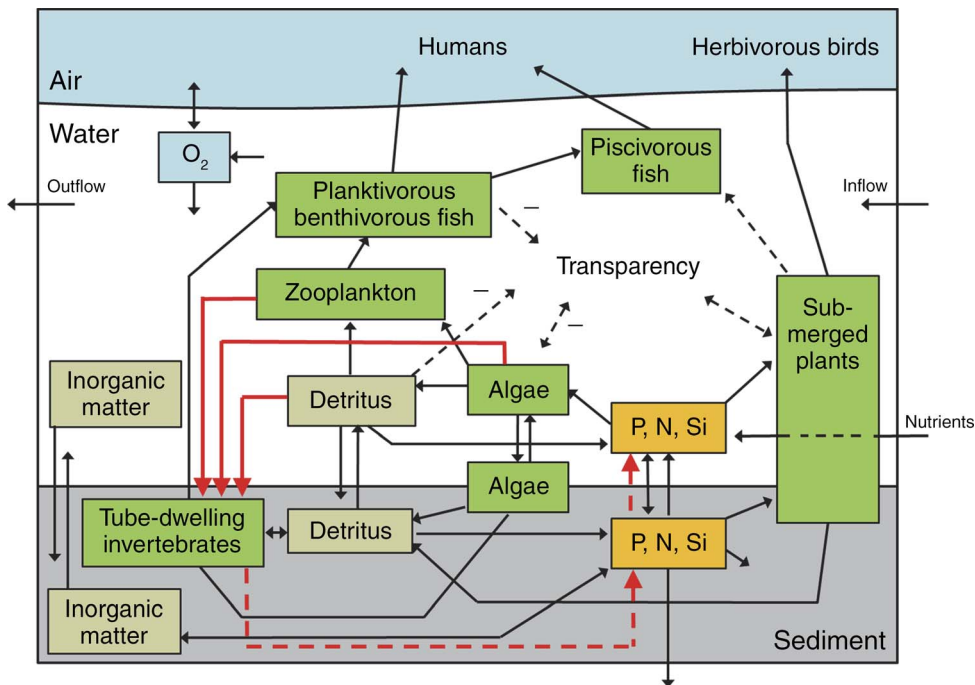 Humans
Herbivorous birds
Air
Water
O2
Piscivorous
fish
Outflow
Planktivorous
benthivorous fish
Inflow
–
Transparency
Zooplankton
–
Sub-
merged
plants
–
Inorganic
matter
Detritus
Algae
P, N, Si
Nutrients
Algae
Tube-dwelling
invertebrates
Detritus
P, N, Si
Inorganic
matter
Sediment